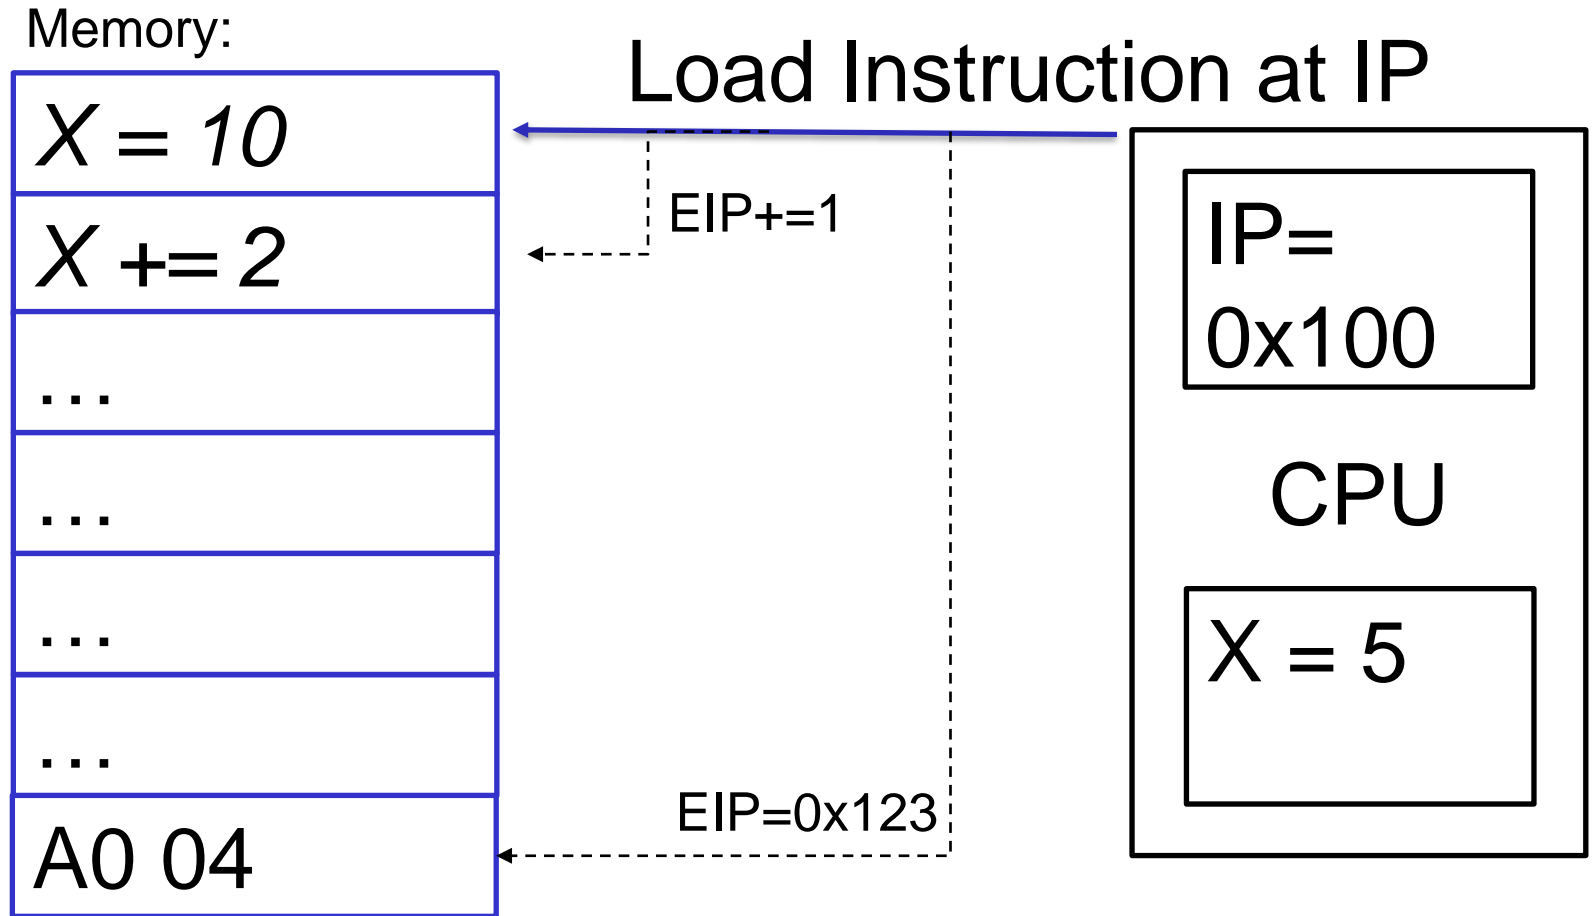 Memory:
Load Instruction at IP
X = 10
X += 2
…
…
…
…
A0 04
EIP+=1
EIP=0x123
IP=
0x100
CPU
X = 5